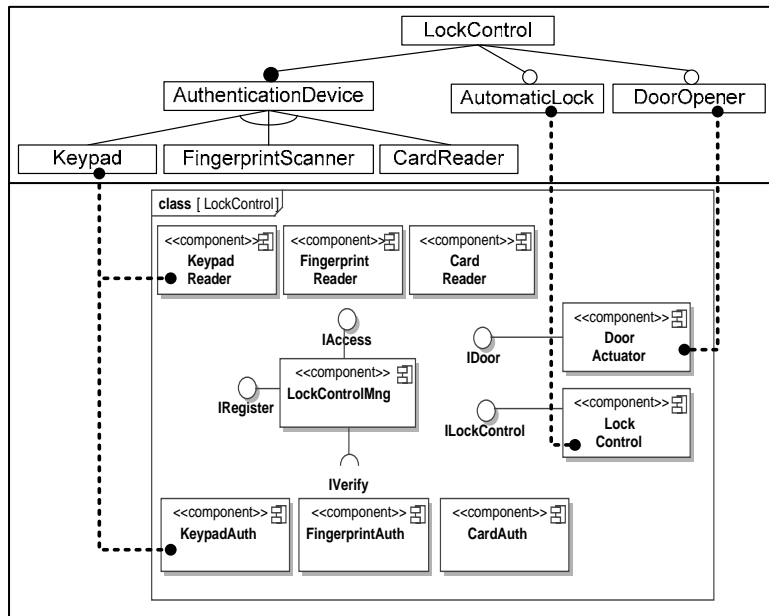 LockControl
AuthenticationDevice
AutomaticLock
DoorOpener
Keypad
FingerprintScanner
CardReader
class [ LockControl]
<<component>>
Keypad
Reader
<<component>>
Fingerprint
Reader
<<component>>
Card
Reader
IAccess
<<component>>
LockControlMng
IRegister
IVerify
IDoor
<<component>>
Door
Actuator
ILockControl
<<component>>
Lock
Control
<<component>>
KeypadAuth
<<component>>
FingerprintAuth
<<component>>
CardAuth